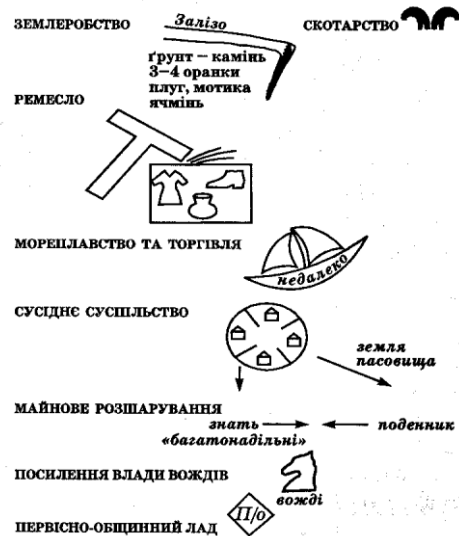 ЗЕМЛЕРОБСТВО
Залізо
СКОТАРСТВО
ґрунт – камінь
3–4 оранки
плуг, мотика
ячмінь
РЕМЕСЛО
МОРЕПЛАВСТВО ТА ТОРГІВЛЯ
недалеко
СУСІДНЄ СУСПІЛЬСТВО
земля
пасовища
МАЙНОВЕ РОЗШАРУВАННЯ
знать
поденник
«багатонадільні»
ПОСИЛЕННЯ ВЛАДИ ВОЖДІВ
вожді
П/о
ПЕРВІСНО-ОБЩИННИЙ ЛАД